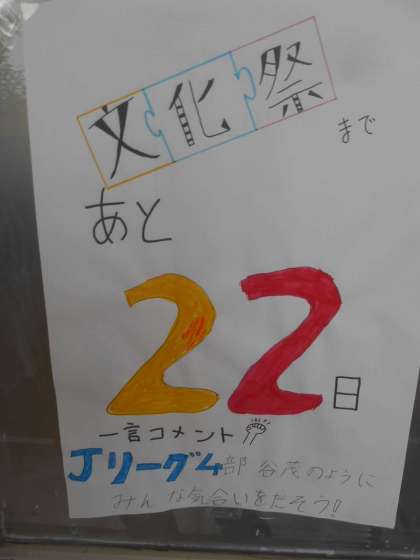 文化祭
まで
あと
22日
一言コメント
Jリーグ4部 谷茂のように
みんな気合いをだそう!!